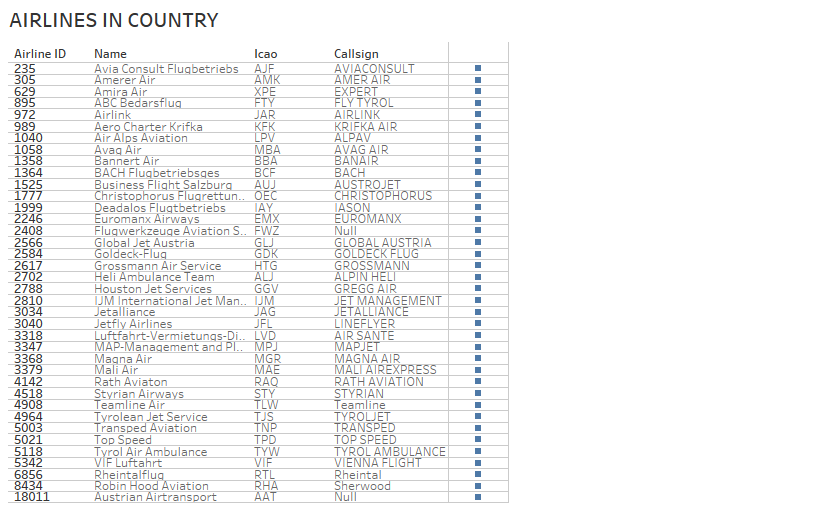 AIRLINES IN COUNTRY
Airline ID Name Icao Callsign
235 Avia Consult Flugbetriebs AJF AVIACONSULT
305 Amerer Air AMK AMER AIR
629 Amira Air XPE EXPERT
895 ABC Bedarsflug FTY FLY TYROL
972 Airlink JAR AIRLINK
989 Aero Charter Krifka KFK KRIFKA AIR
1040 Air Alps Aviation LPV ALPAV
1058 Avag Air MBA AVAG AIR
1358 Bannert Air BBA BANAIR
1364 BACH Flugbetriebsges BCF BACH
1525 Business Flight Salzburg AUJ AUSTROJET
1777 Christophorus Flugrettun.. OEC CHRISTOPHORUS
1999 Deadalos Flugtbetriebs IAY IASON
2246 Euromanx Airways EMX EUROMANX
2408 Flugwerkzeuge Aviation S.. FWZ Null
2566 Global Jet Austria GLJ GLOBAL AUSTRIA
2584 Goldeck-Flug GDK GOLDECK FLUG
2617 Grossmann Air Service HTG GROSSMANN
2702 Heli Ambulance Team ALJ ALPIN HELI
2788 Houston Jet Services GGV GREGG AIR
2810 IJM International Jet Man.. IJM JET MANAGEMENT
3034 Jetalliance JAG JETALLIANCE
3040 Jetfly Airlines JFL LINEFLYER
3318 Luftfahrt-Vermietungs-Di.. LVD AIR SANTE
3347 MAP-Management and Pl.. MPJ MAPJET
3368 Magna Air MGR MAGNA AIR
3379 Mali Air MAE MALI AIREXPRESS
4142 Rath Aviaton RAQ RATH AVIATION
4518 Styrian Airways STY STYRIAN
4908 Teamline Air TLW Teamline
4964 Tyrolean Jet Service TJS TYROLJET
5003 Transped Aviation TNP TRANSPED
5021 Top Speed TPD TOP SPEED
5118 Tyrol Air Ambulance TYW TYROL AMBULANCE
5342 VIF Luftahrt VIF VIENNA FLIGHT
6856 Rheintalflug RTL Rheintal
8434 Robin Hood Aviation RHA Sherwood
18011 Austrian Airtransport AAT Null